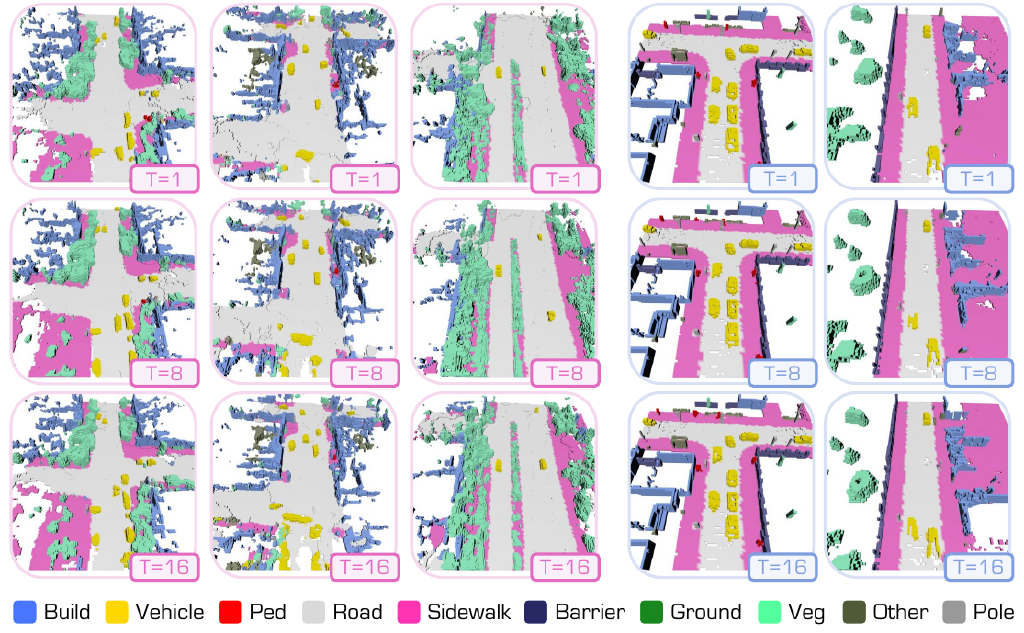 T=1 T=1 T=1 T=1 T=1
T=8 T=8 T=8 T=8 T=8
T=16 T=16 T=16 T=16 T=16
Build Vehicle Ped Road Sidewalk Barrier Ground Veg Other Pole